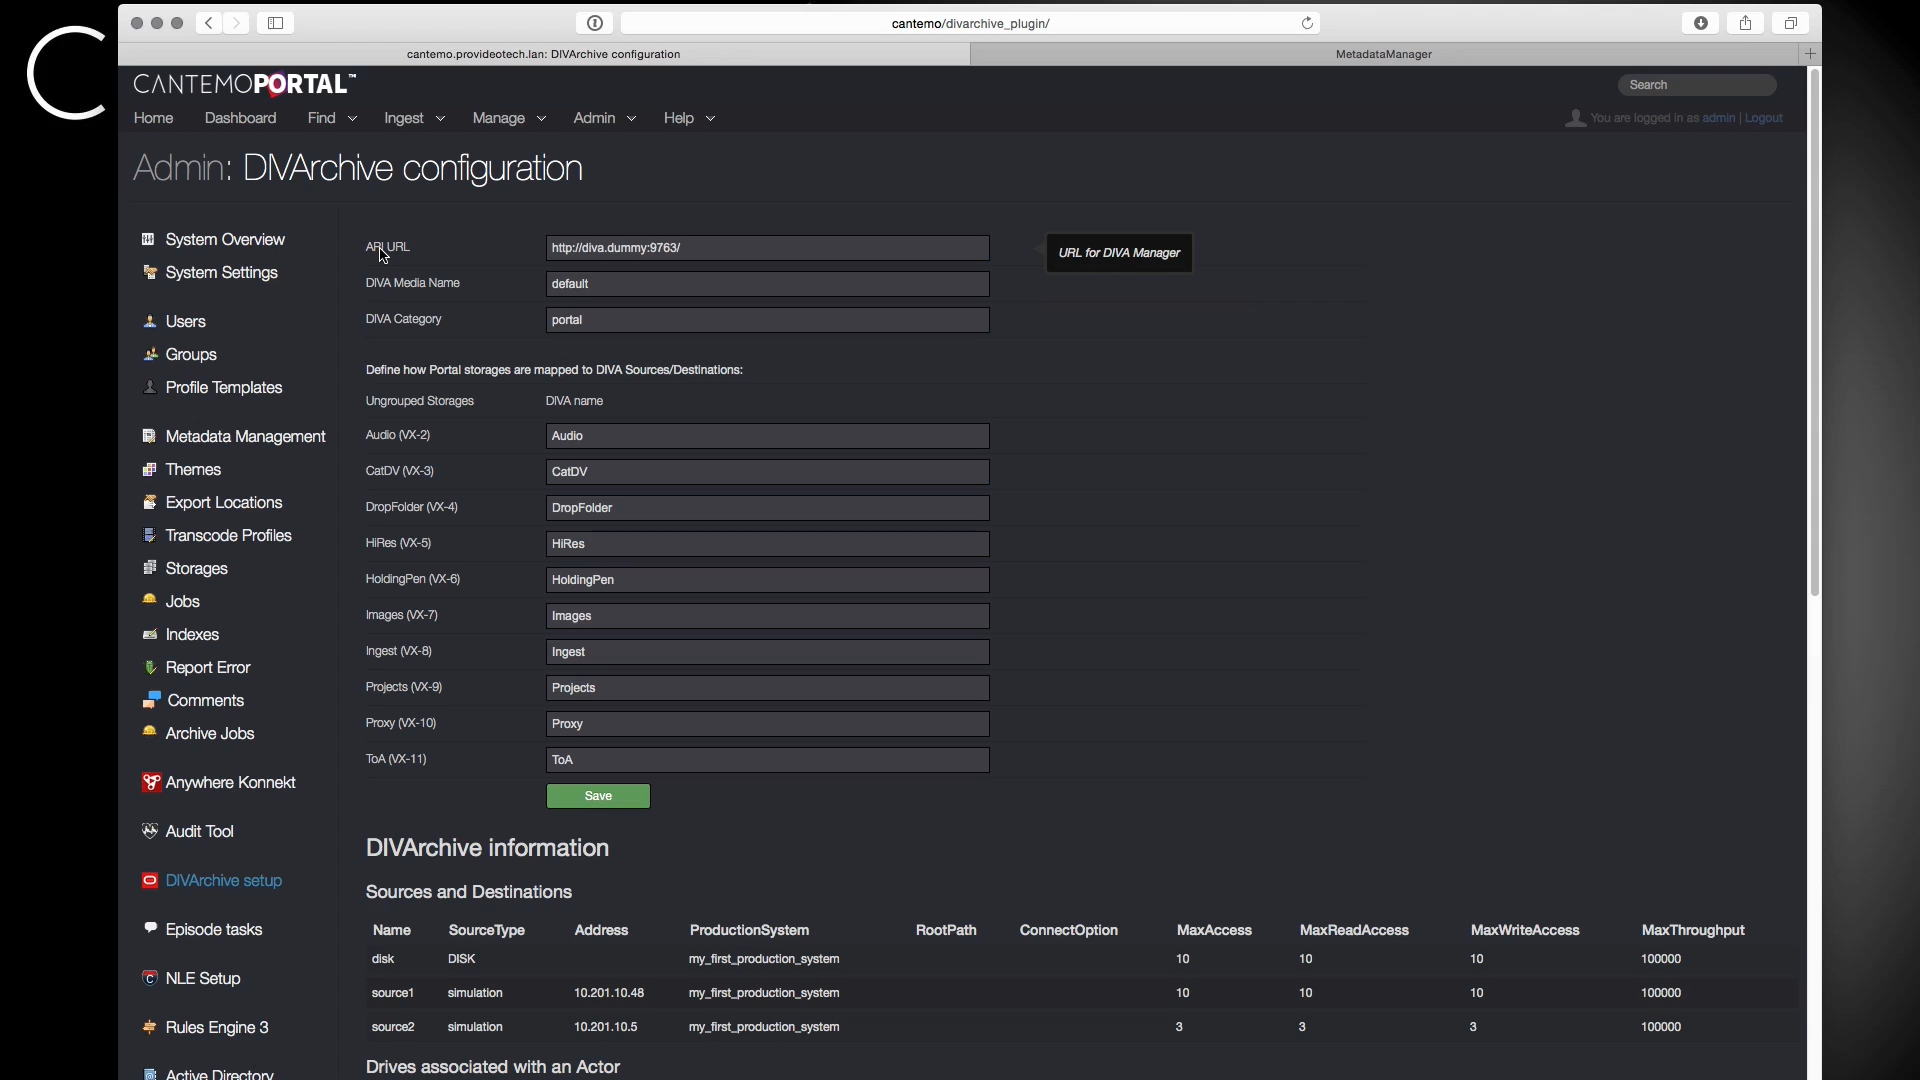 cantemo/divarchive_plugin/
cantemo.provideotech.lan: DIVArchive configuration
MetadataManager
CANTEMOPORTAL™
Search
Home
Dashboard
Find
Ingest
Manage
Admin
Help
You are logged in as admin | Logout
Admin: DIVArchive configuration
System Overview
System Settings
Users
Groups
Profile Templates
Metadata Management
Themes
Export Locations
Transcode Profiles
Storages
Jobs
Indexes
Report Error
Comments
Archive Jobs
Anywhere Konnekt
Audit Tool
DIVArchive setup
Episode tasks
NLE Setup
Rules Engine 3
Active Directory
API URL http://diva.dummy:9763/
URL for DIVA Manager
DIVA Media Name default
DIVA Category portal
Define how Portal storages are mapped to DIVA Sources/Destinations:
Ungrouped Storages DIVA name
Audio (VX-2) Audio
CatDV (VX-3) CatDV
DropFolder (VX-4) DropFolder
HiRes (VX-5) HiRes
HoldingPen (VX-6) HoldingPen
Images (VX-7) Images
Ingest (VX-8) Ingest
Projects (VX-9) Projects
Proxy (VX-10) Proxy
ToA (VX-11) ToA
Save
DIVArchive information
Sources and Destinations
Name SourceType Address ProductionSystem RootPath ConnectOption MaxAccess MaxReadAccess MaxWriteAccess MaxThroughput
disk DISK my_first_production_system 10 10 10 100000
source1 simulation 10.201.10.48 my_first_production_system 10 10 10 100000
source2 simulation 10.201.10.5 my_first_production_system 3 3 3 100000
Drives associated with an Actor